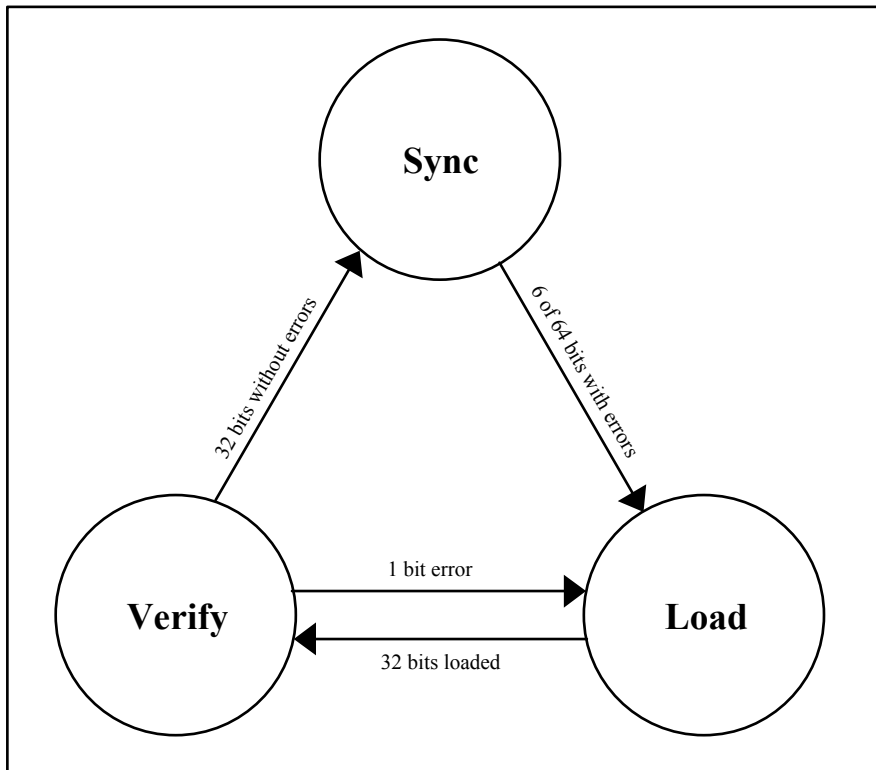 Sync
32 bits without errors
6 of 64 bits with errors
1 bit error
Verify
Load
32 bits loaded